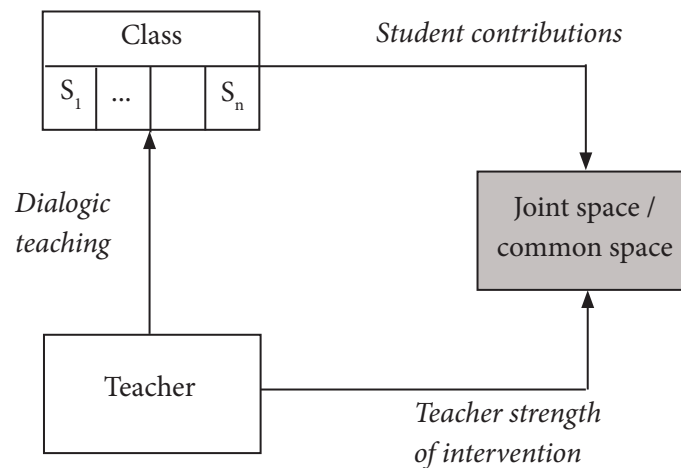 Class
Student contributions
S1 ... Sn
Dialogic
teaching
Joint space /
common space
Teacher
Teacher strength
of intervention